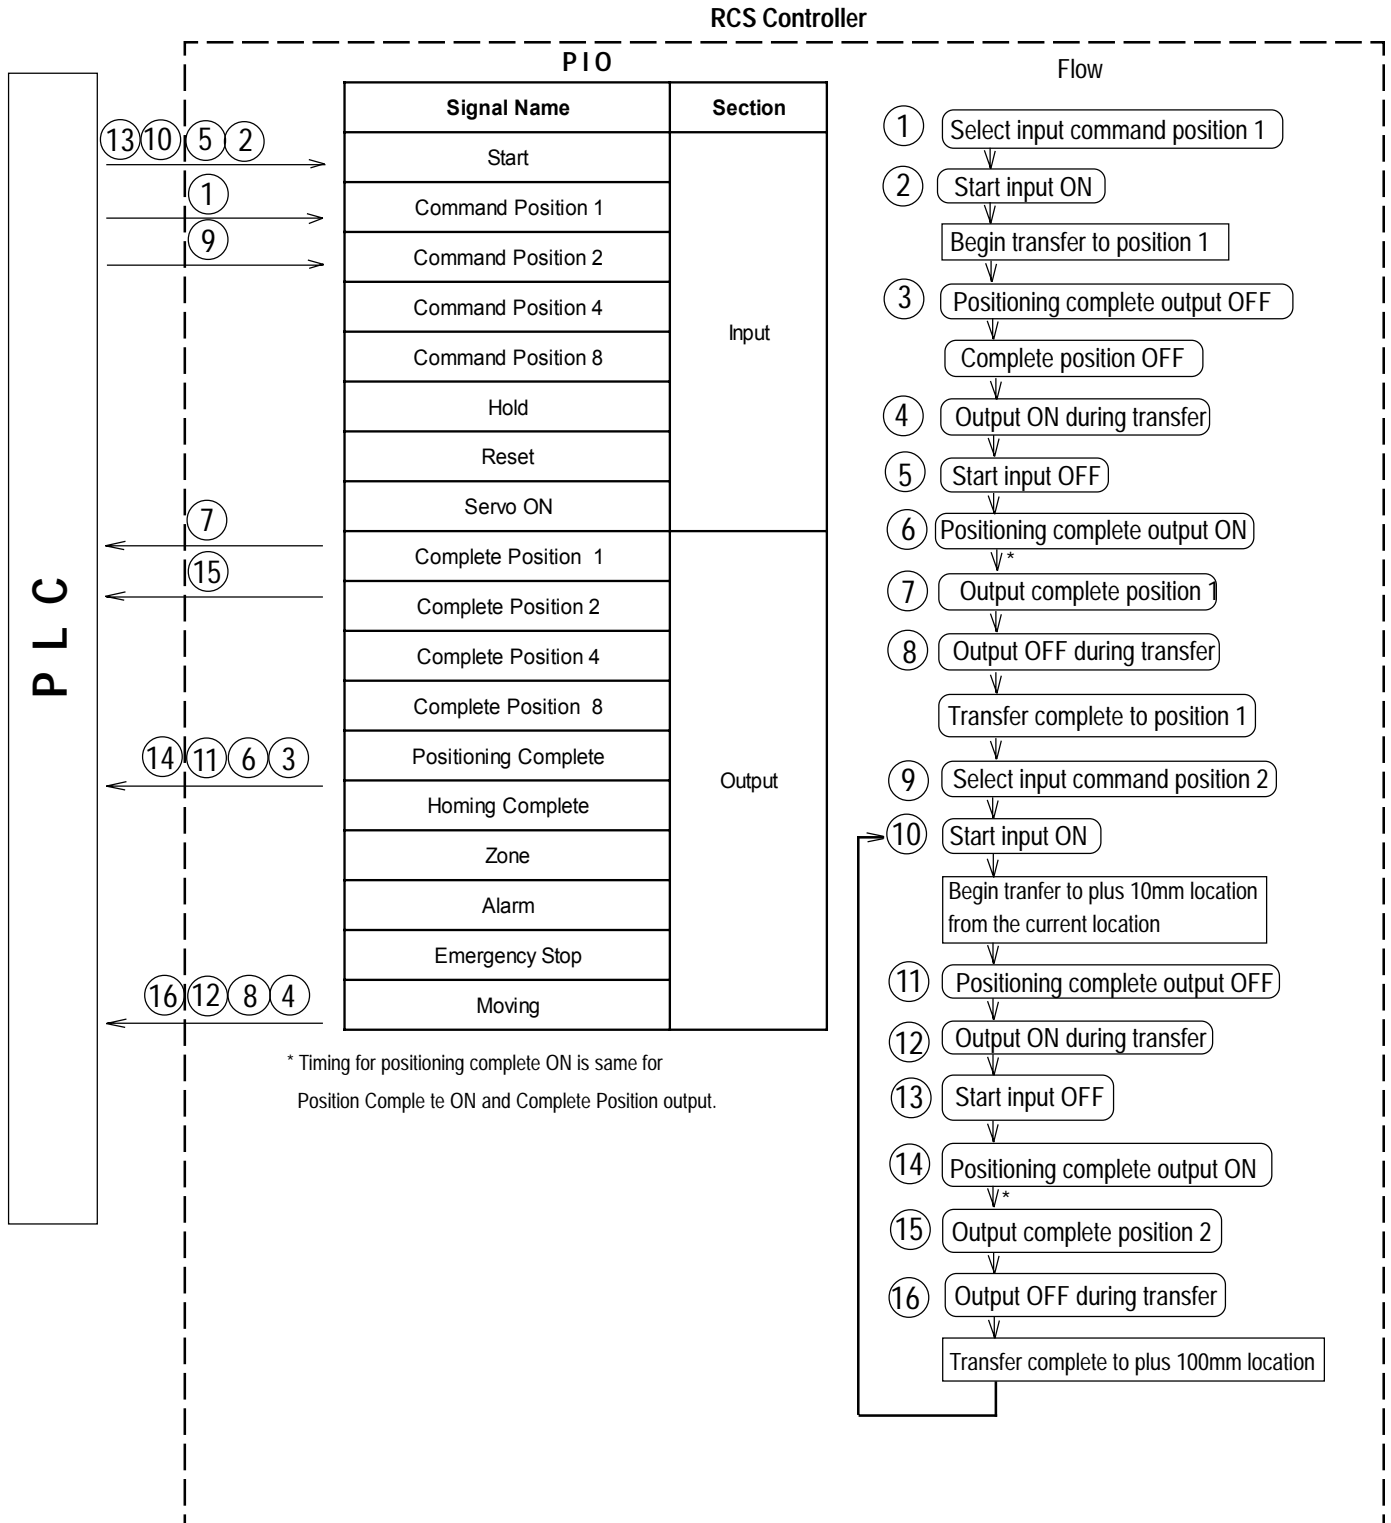 RCS Controller
PLC
PIO
Signal Name Section
13 10 5 2
Start
1
Command Position 1
9
Command Position 2
Command Position 4
Command Position 8
Input
Hold
Reset
Servo ON
7
Complete Position 1
15
Complete Position 2
Complete Position 4
Complete Position 8
14 11 6 3
Positioning Complete
Output
Homing Complete
Zone
Alarm
Emergency Stop
16 12 8 4
Moving
* Timing for positioning complete ON is same for
Position Comple te ON and Complete Position output.
Flow
1 Select input command position 1
2 Start input ON
Begin transfer to position 1
3 Positioning complete output OFF
Complete position OFF
4 Output ON during transfer
5 Start input OFF
6 Positioning complete output ON
*
7 Output complete position 1
8 Output OFF during transfer
Transfer complete to position 1
9 Select input command position 2
10 Start input ON
Begin tranfer to plus 10mm location
from the current location
11 Positioning complete output OFF
12 Output ON during transfer
13 Start input OFF
14 Positioning complete output ON
*
15 Output complete position 2
16 Output OFF during transfer
Transfer complete to plus 100mm location